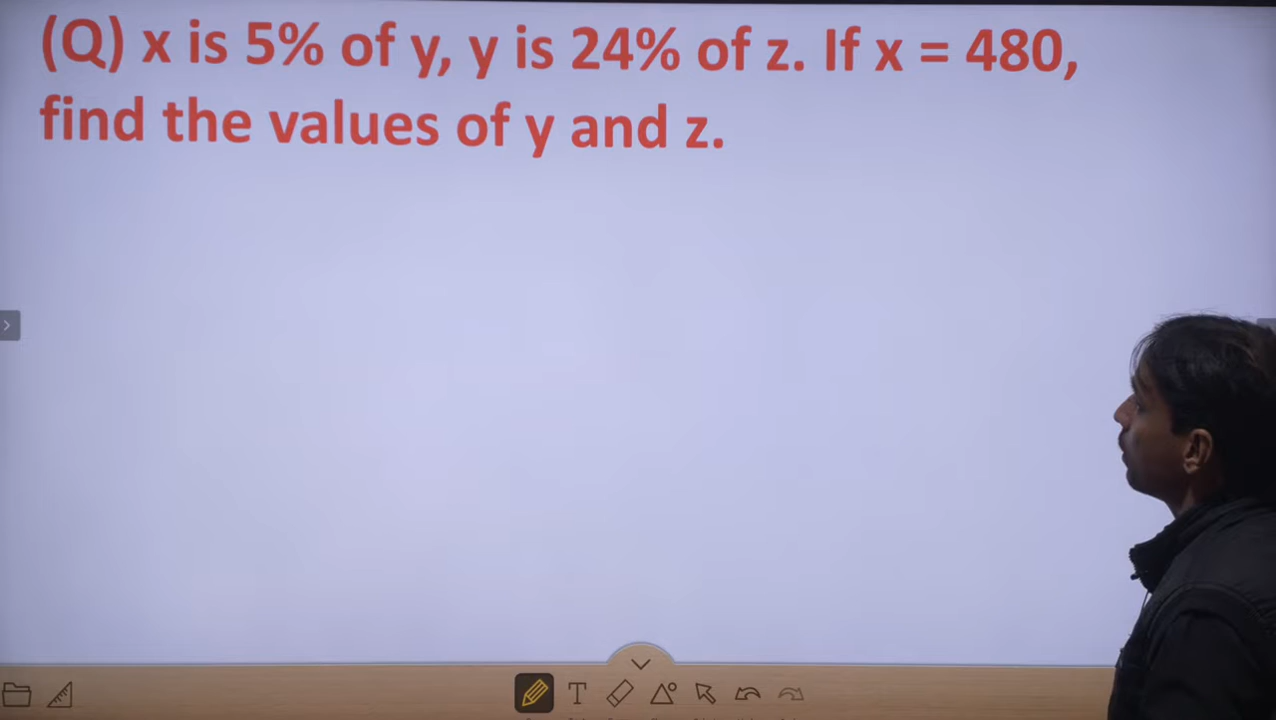 (Q) x is 5% of y, y is 24% of z. If x = 480,
find the values of y and z.
T